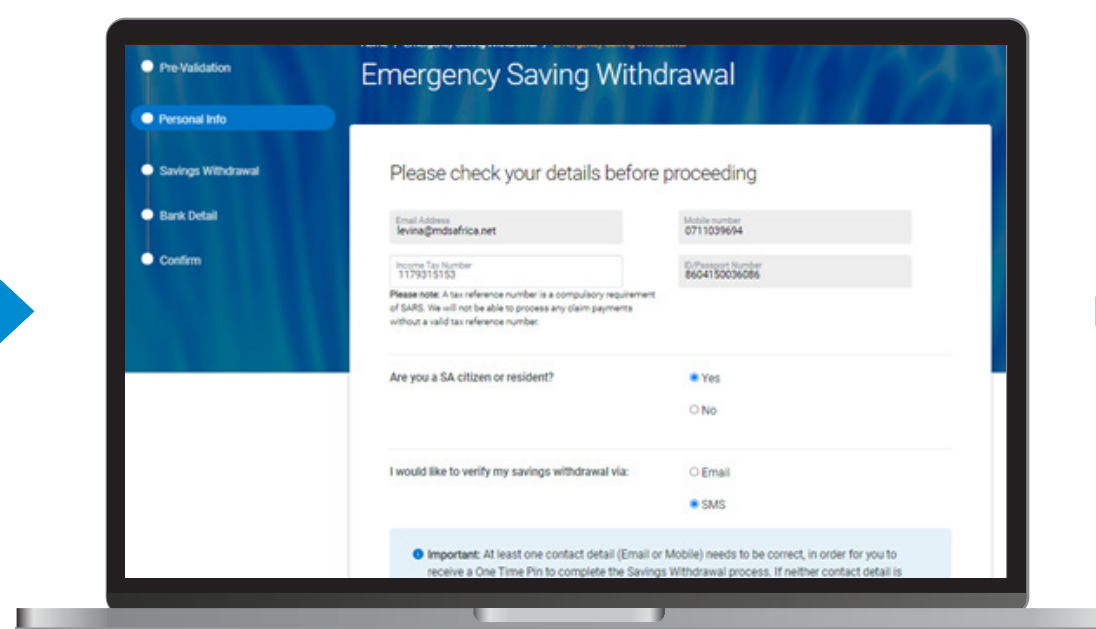 Pre-Validation
Personal Info
Savings Withdrawal
Bank Detail
Confirm
Emergency Saving Withdrawal
Please check your details before proceeding
Email Address
levina@mdsafrica.net
Mobile number
0711039694
Income Tax Number
1179315153
ID/Passport Number
8604150036086
Please note: A tax reference number is a compulsory requirement
of SARS. We will not be able to process any claim payments
without a valid tax reference number.
Are you a SA citizen or resident?
Yes
No
I would like to verify my savings withdrawal via:
Email
SMS
Important: At least one contact detail (Email or Mobile) needs to be correct, in order for you to
receive a One Time Pin to complete the Savings Withdrawal process. If neither contact detail is